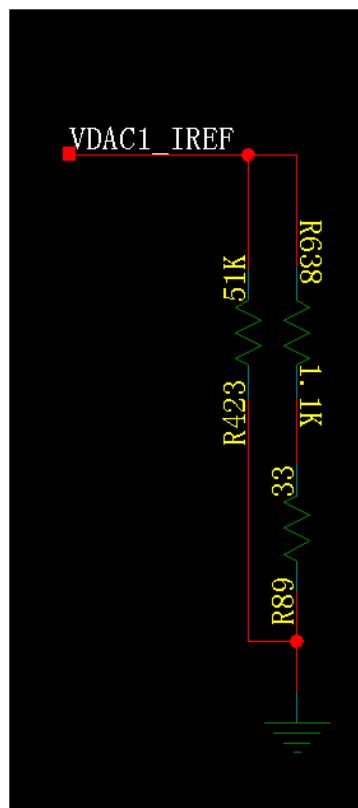 VDAC1_IREF
51K
R423
R638
1.1K
33
R89